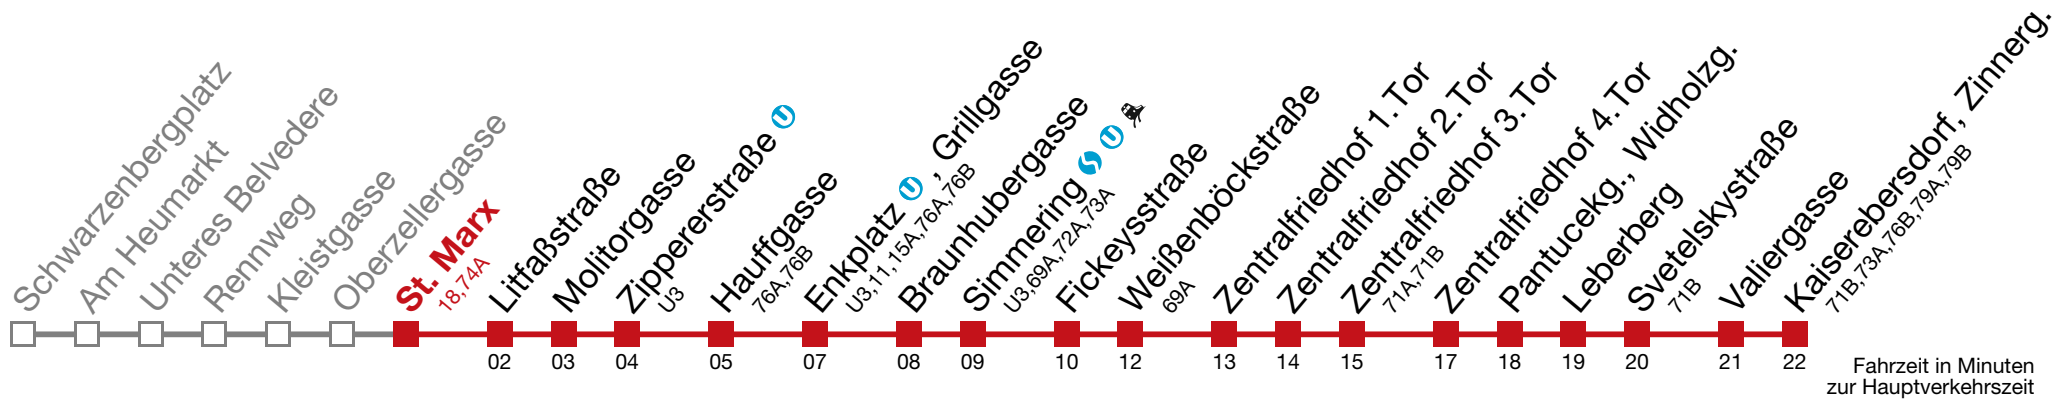 Schwarzenbergplatz
Am Heumarkt
Unteres Belvedere
Rennweg
Kleistgasse
Oberzellergasse
St. Marx
18,74A
Litfaßstraße
Molitorgasse
Zippererstraße U
U3
Hauffgasse
76A,76B
Enkplatz U , Grillgasse
U3,11,15A,76A,76B
Braunhubergasse
Simmering S U
U3,69A,72A,73A
Fickeysstraße
Weißenböckstraße
69A
Zentralfriedhof 1. Tor
Zentralfriedhof 2. Tor
Zentralfriedhof 3. Tor
71A,71B
Zentralfriedhof 4. Tor
Pantucekg., Widholzg.
Leberberg
Svetelskystraße
71B
Valiergasse
Kaiserebersdorf, Zinnerg.
71B,73A,76B,79A,79B
02 03 04 05 07 08 09 10 12 13 14 15 17 18 19 20 21 22
Fahrzeit in Minuten
zur Hauptverkehrszeit